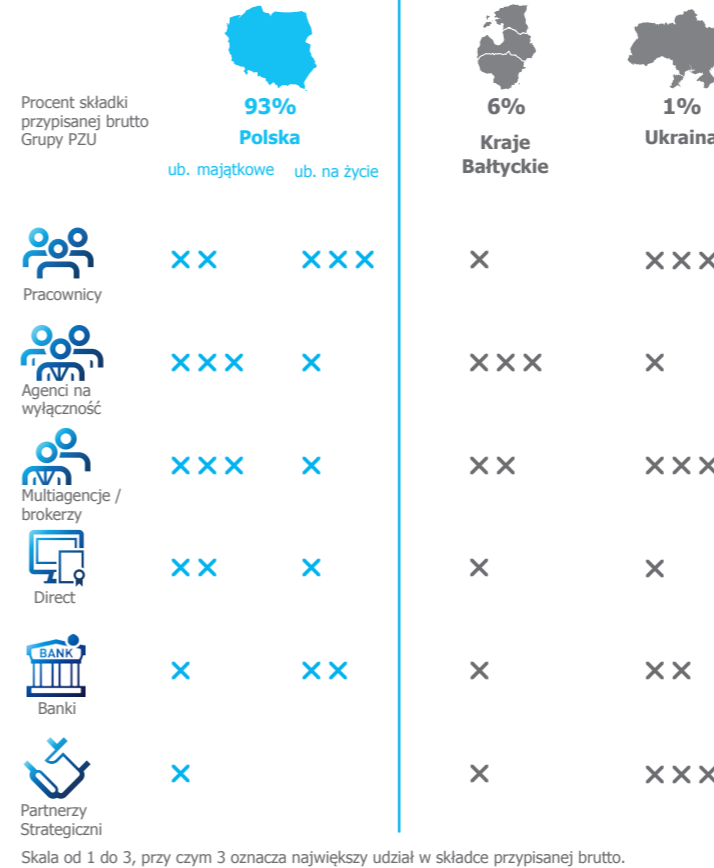 Procent składki
przypisanej brutto
Grupy PZU
93%
Polska
ub. majątkowe
ub. na życie
6%
Kraje
Bałtyckie
1%
Ukraina
Pracownicy
Agenci na
wyłączność
Multiagencje /
brokerzy
Direct
BANK
Banki
Partnerzy
Strategiczni
Skala od 1 do 3, przy czym 3 oznacza największy udział w składce przypisanej brutto.